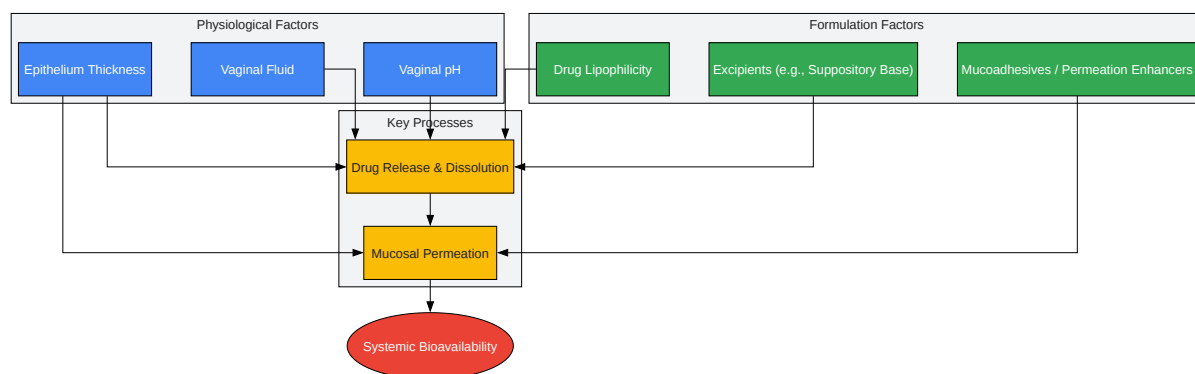 Physiological Factors
Formulation Factors
Epithelium Thickness
Vaginal Fluid
Vaginal pH
Drug Lipophilicity
Excipients (e.g., Suppository Base)
Mucoadhesives / Permeation Enhancers
Key Processes
Drug Release & Dissolution
Mucosal Permeation
Systemic Bioavailability